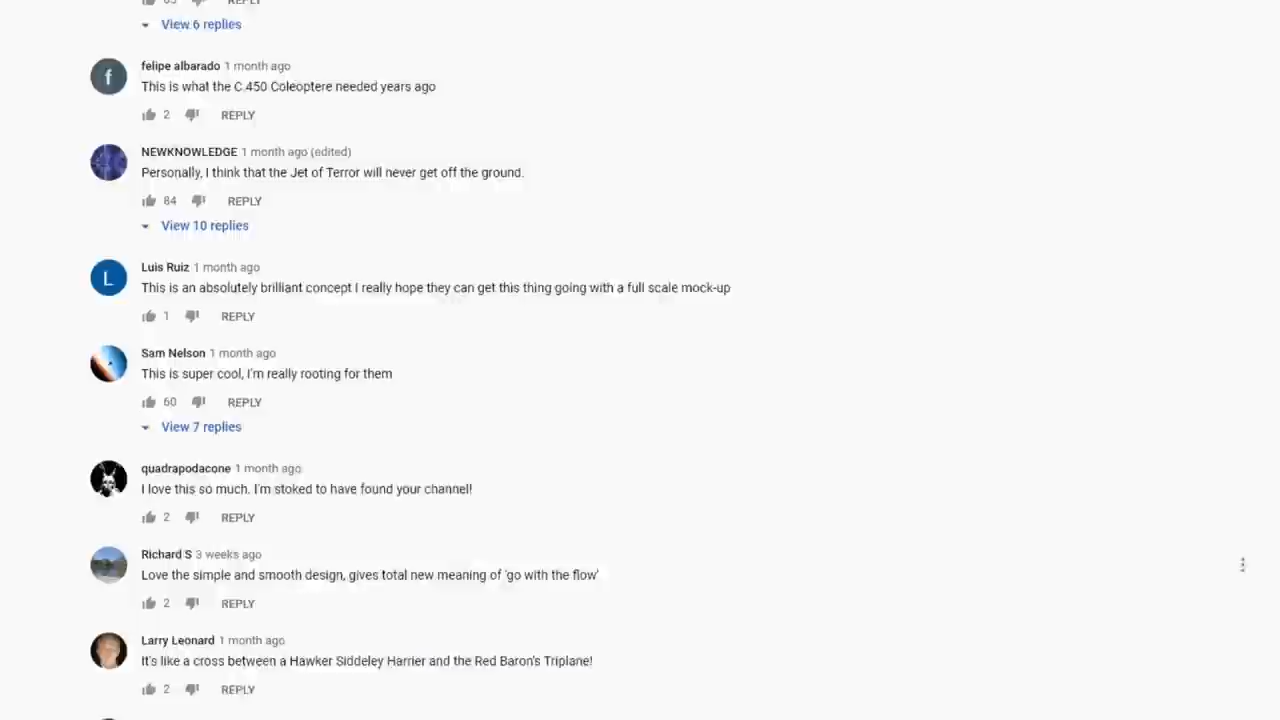 View 6 replies
felipe albarado 1 month ago
This is what the C.450 Coleoptere needed years ago
2 REPLY
NEWKNOWLEDGE 1 month ago (edited)
Personally, I think that the Jet of Terror will never get off the ground.
84 REPLY
View 10 replies
L
Luis Ruiz 1 month ago
This is an absolutely brilliant concept I really hope they can get this thing going with a full scale mock-up
1 REPLY
Sam Nelson 1 month ago
This is super cool, I'm really rooting for them
60 REPLY
View 7 replies
quadrapodacone 1 month ago
I love this so much. I'm stoked to have found your channel!
2 REPLY
Richard S 3 weeks ago
Love the simple and smooth design, gives total new meaning of 'go with the flow'
2 REPLY
Larry Leonard 1 month ago
It's like a cross between a Hawker Siddeley Harrier and the Red Baron's Triplane!
2 REPLY